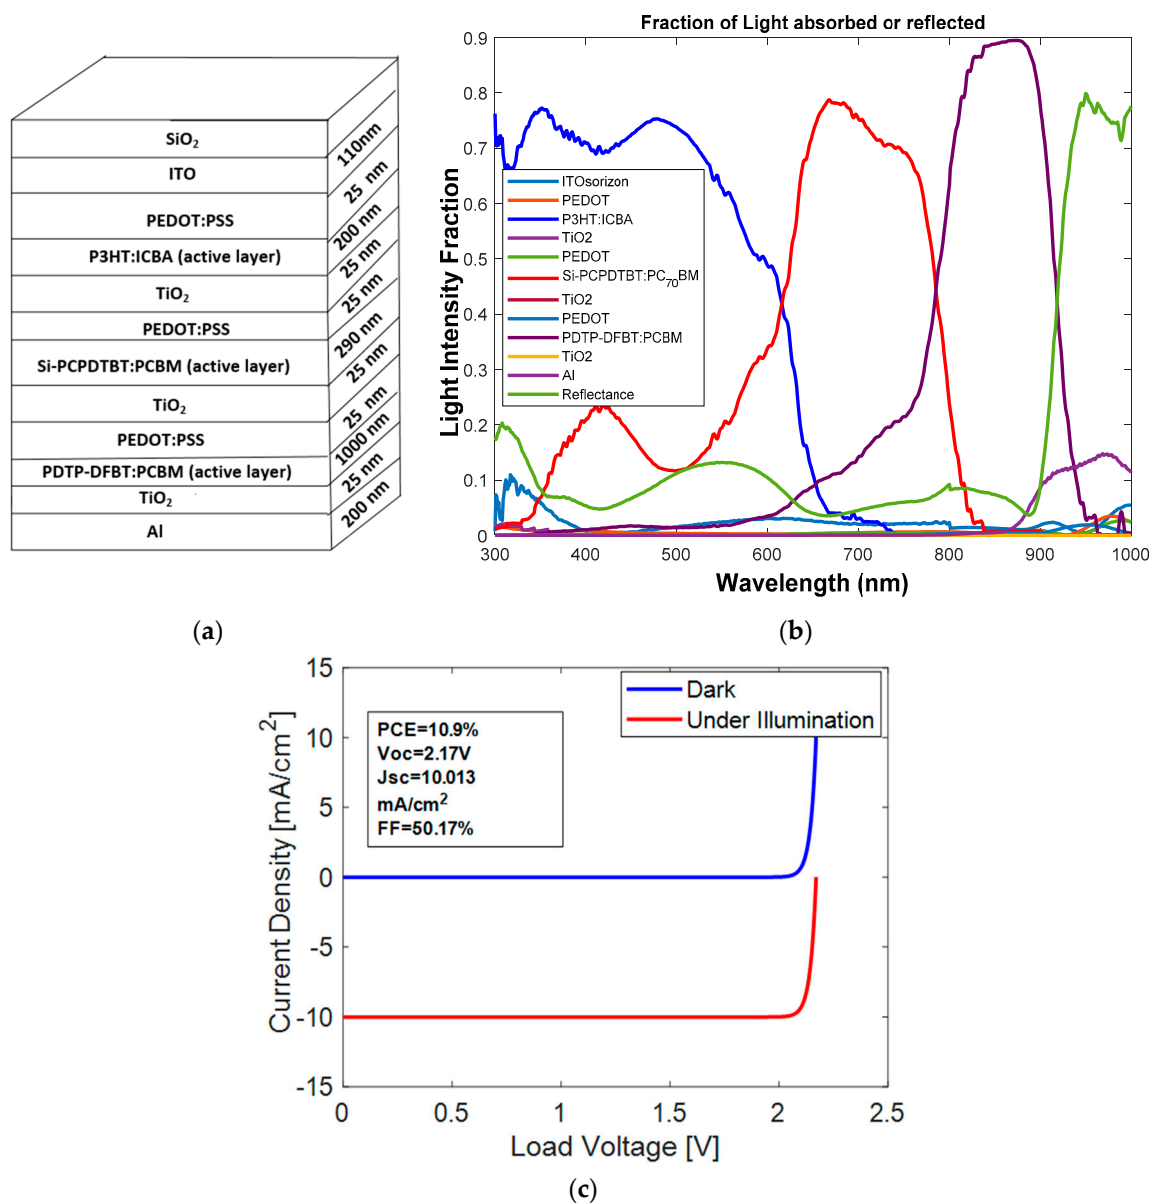 SiO2
ITO
PEDOT:PSS
P3HT:ICBA (active layer)
TiO2
PEDOT:PSS
Si-PCPDTBT:PCBM (active layer)
TiO2
PEDOT:PSS
PDTP-DFBT:PCBM (active layer)
TiO2
Al
110nm
25 nm
200 nm
25 nm
25 nm
290 nm
25 nm
25 nm
1000 nm
25 nm
200 nm
(a)
Fraction of Light absorbed or reflected
Light Intensity Fraction
0.9
0.8
0.7
0.6
0.5
0.4
0.3
0.2
0.1
0
ITOsorizon
PEDOT
P3HT:ICBA
TiO2
PEDOT
Si-PCPDTBT:PC70BM
TiO2
PEDOT
PDTP-DFBT:PCBM
TiO2
Al
Reflectance
300 400 500 600 700 800 900 1000
Wavelength (nm)
(b)
Current Density [mA/cm2]
15
10
5
0
-5
-10
-15
Dark
Under Illumination
PCE=10.9%
Voc=2.17V
Jsc=10.013
mA/cm2
FF=50.17%
0 0.5 1 1.5 2 2.5
Load Voltage [V]
(c)